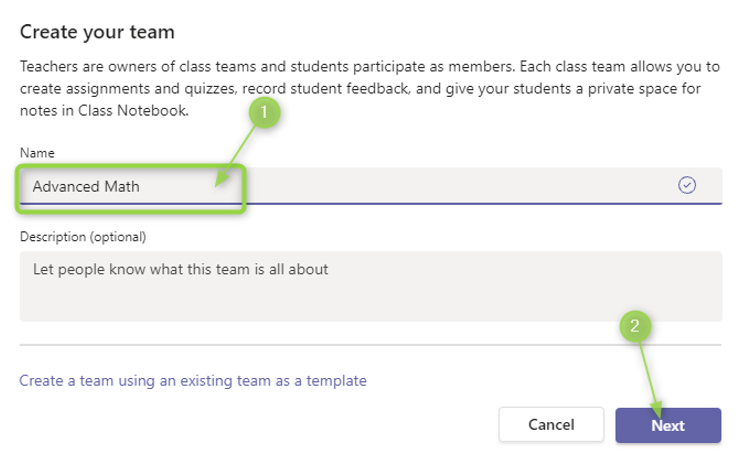 Create your team
Teachers are owners of class teams and students participate as members. Each class team allows you to
create assignments and quizzes, record student feedback, and give your students a private space for
notes in Class Notebook.
1
Name
Advanced Math
Description (optional)
Let people know what this team is all about
2
Create a team using an existing team as a template
Cancel
Next